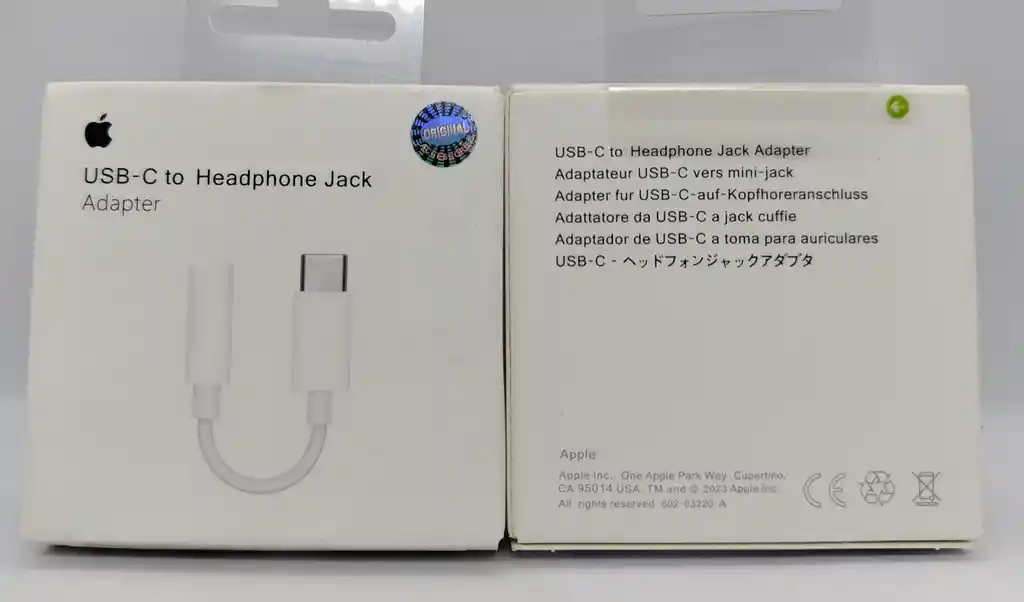 ORIGINAL
ACCESSORIES
USB-C to Headphone Jack
Adapter
USB-C to Headphone Jack Adapter
Adaptateur USB-C vers mini-jack
Adapter fur USB-C-auf-Kopfhoreranschluss
Adattatore da USB-C a jack cuffie
Adaptador de USB-C a toma para auriculares
USB-C - ヘッドフォンジャックアダプタ
Apple
Apple Inc. One Apple Park Way. Cupertino,
CA 95014 USA. TM and © 2023 Apple Inc.
All rights reserved. 602-03220-A
CE